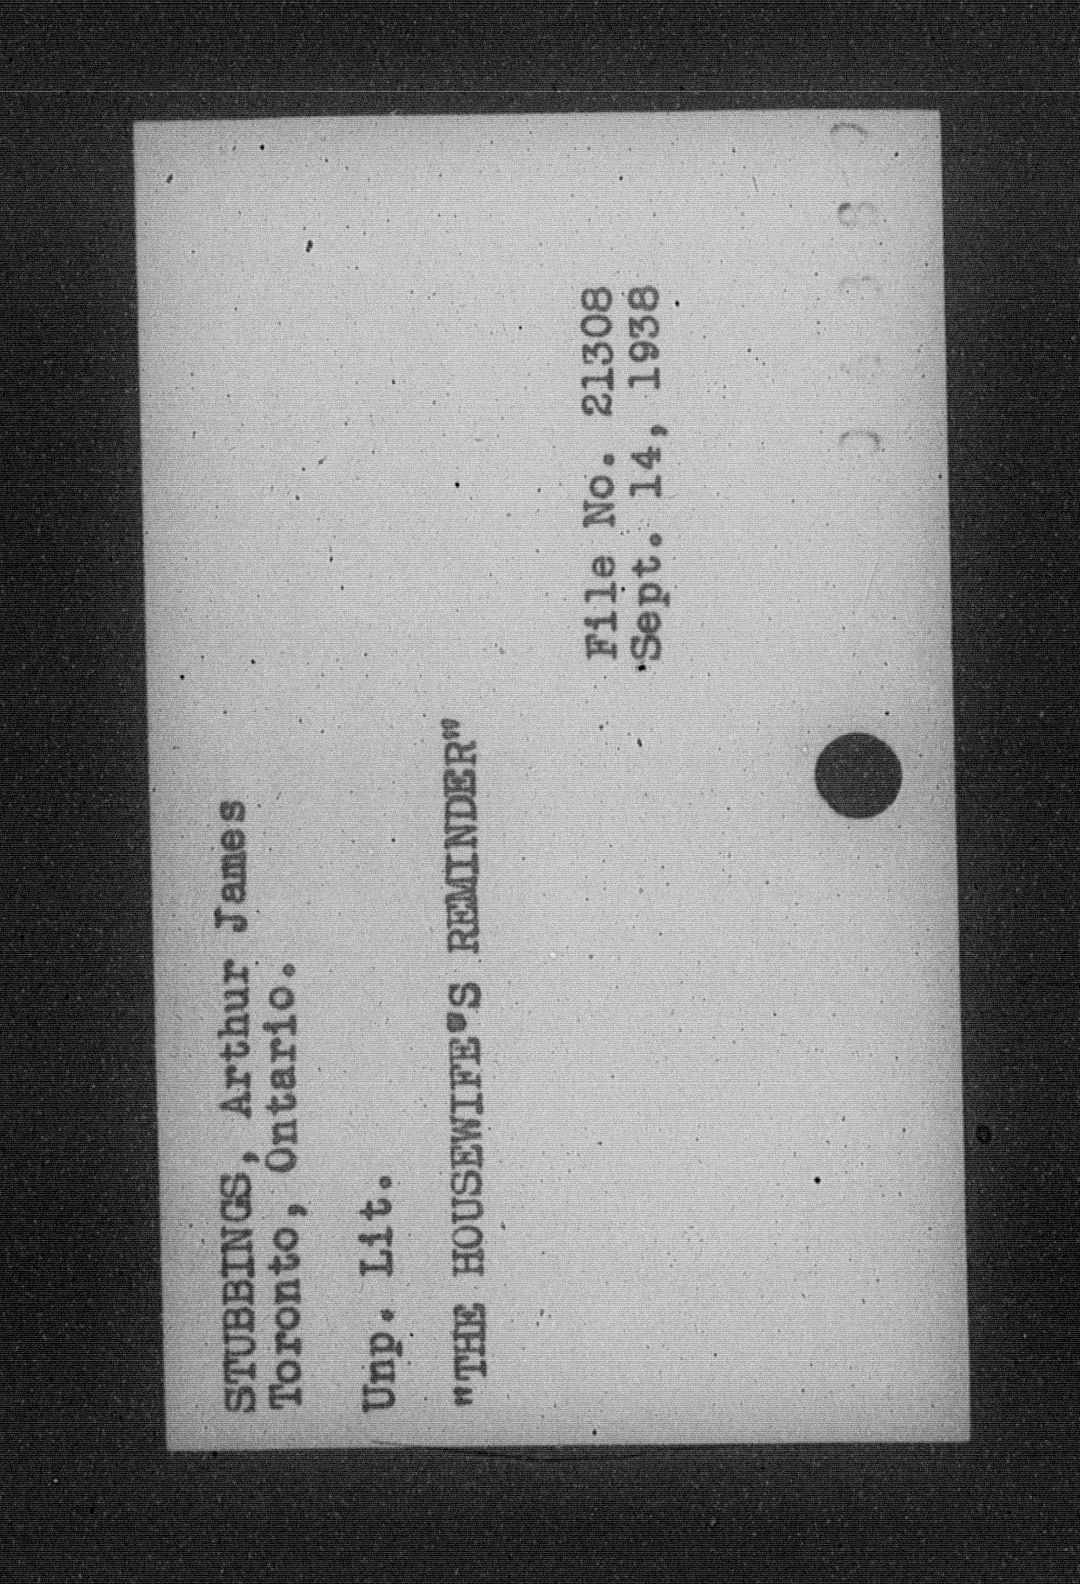 STUBBINGS, Arthur James
Toronto, Ontario.
Unp. Lit.
"THE HOUSEWIFE'S REMINDER"
File No. 21308
Sept. 14, 1938